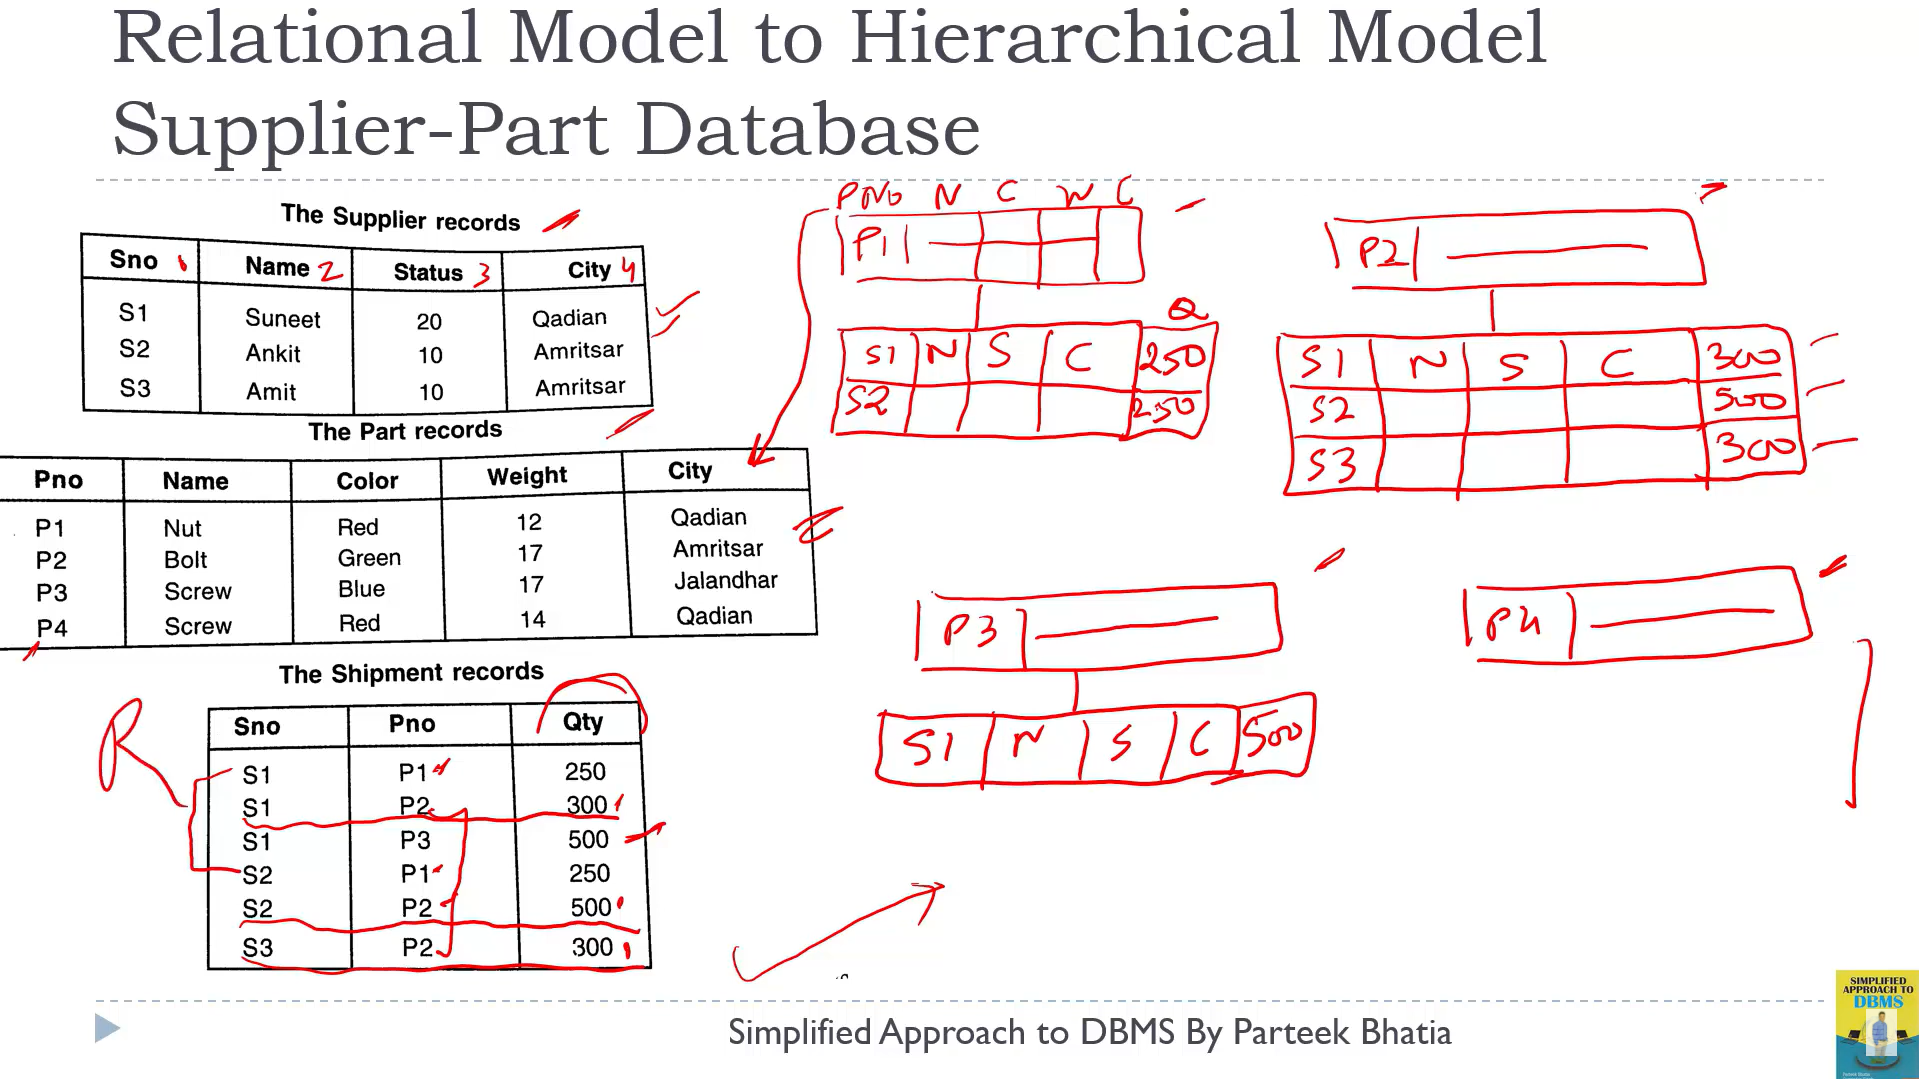 Relational Model to Hierarchical Model
Supplier-Part Database
The Supplier records
Sno 1 Name 2 Status 3 City 4
S1 Suneet 20 Qadian
S2 Ankit 10 Amritsar
S3 Amit 10 Amritsar
The Part records
Pno Name Color Weight City
P1 Nut Red 12 Qadian
P2 Bolt Green 17 Amritsar
P3 Screw Blue 17 Jalandhar
P4 Screw Red 14 Qadian
The Shipment records
R
Sno Pno Qty
S1 P1 250
S1 P2 300
S1 P3 500
S2 P1 250
S2 P2 500
S3 P2 300
PNO N C W C
P1
Q
S1 N S C 250
S2 250
P2
S1 N S C 300
S2 500
S3 300
P3
S1 N S C 500
P4
Simplified Approach to DBMS By Parteek Bhatia
SIMPLIFIED
APPROACH TO
DBMS
Parteek Bhatia